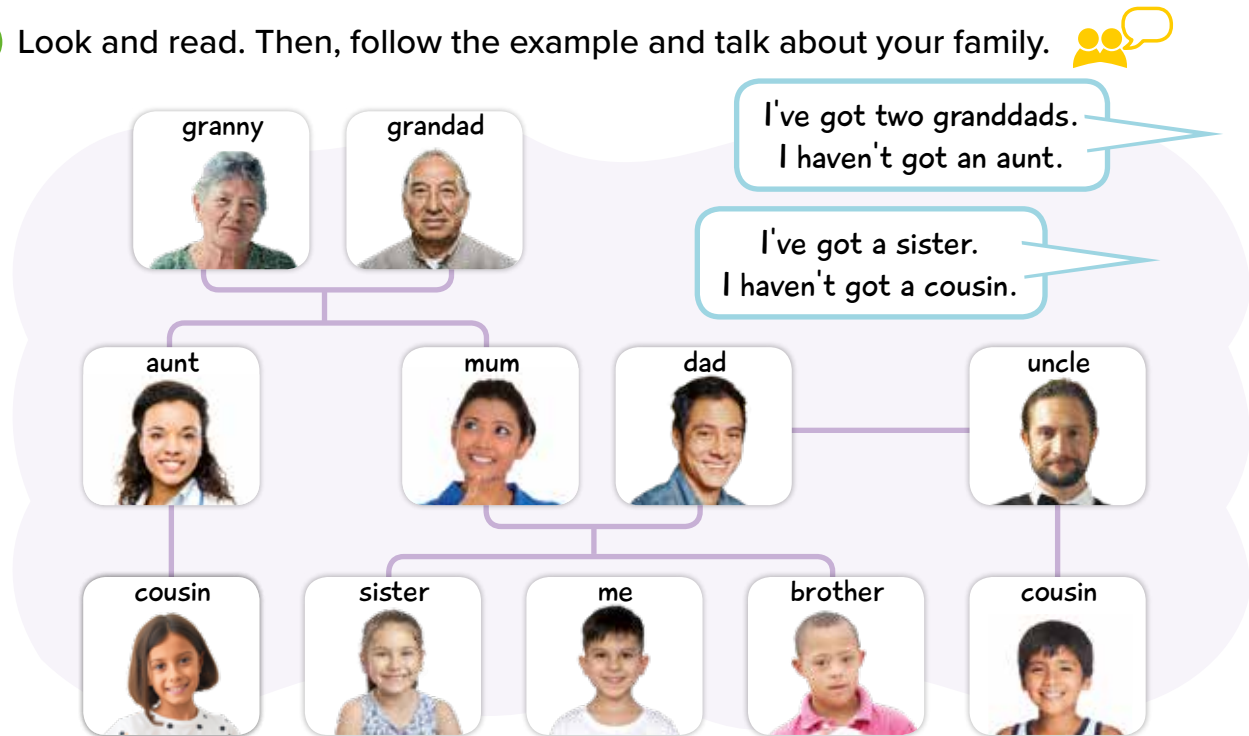 Look and read. Then, follow the example and talk about your family.
granny
grandad
I've got two granddads.
I haven't got an aunt.
I've got a sister.
I haven't got a cousin.
aunt
mum
dad
uncle
cousin
sister
me
brother
cousin